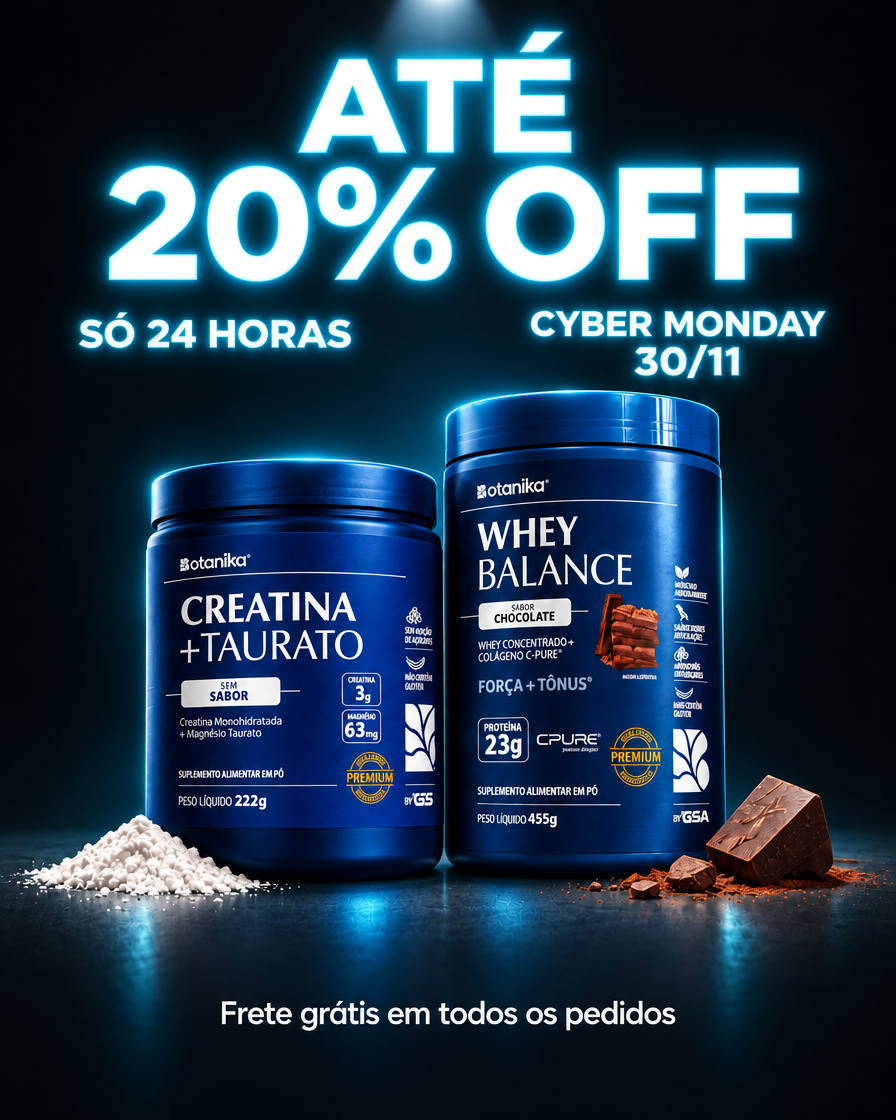 ATÉ
20% OFF
SÓ 24 HORAS
CYBER MONDAY
30/11
Botanika®
CREATINA
+TAURATO
SEM
SABOR
Creatina Monohidratada
+ Magnésio Taurato
CREATINA
3g
MAGNÉSIO
63mg
PREMIUM
SUPLEMENTO ALIMENTAR EM PÓ
PESO LÍQUIDO 222g
BY GS
Botanika®
WHEY
BALANCE
SABOR
CHOCOLATE
WHEY CONCENTRADO+
COLÁGENO C-PURE®
FORÇA + TÔNUS®
PROTEÍNA
23g
CPURE®
PREMIUM
SUPLEMENTO ALIMENTAR EM PÓ
PESO LÍQUIDO 455g
BY GSA
Frete grátis em todos os pedidos